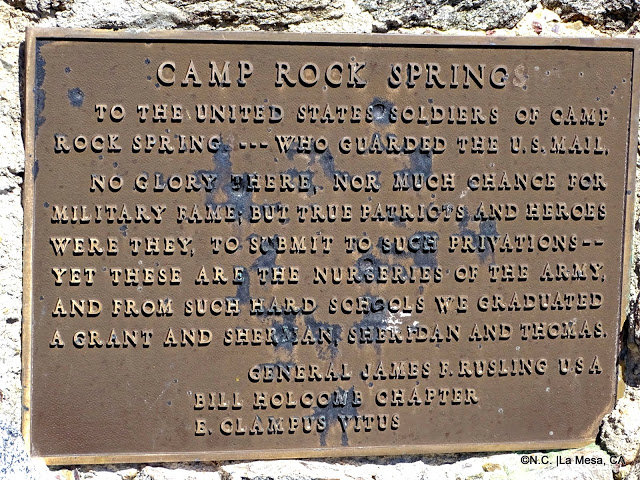 CAMP ROCK SPRINGS
TO THE UNITED STATES SOLDIERS OF CAMP
ROCK SPRING --- WHO GUARDED THE U.S. MAIL,
NO GLORY THERE, NOR MUCH CHANCE FOR
MILITARY FAME, BUT TRUE PATRIOTS AND HEROES
WERE THEY, TO SUBMIT TO SUCH PRIVATIONS--
YET THESE ARE THE NURSERIES OF THE ARMY,
AND FROM SUCH HARD SCHOOLS WE GRADUATED
A GRANT AND SHERMAN, SHERIDAN AND THOMAS.
GENERAL JAMES F. RUSLING U S A
BILL HOLCOMB CHAPTER
E. CLAMPUS VITUS
©N.C. |La Mesa, CA